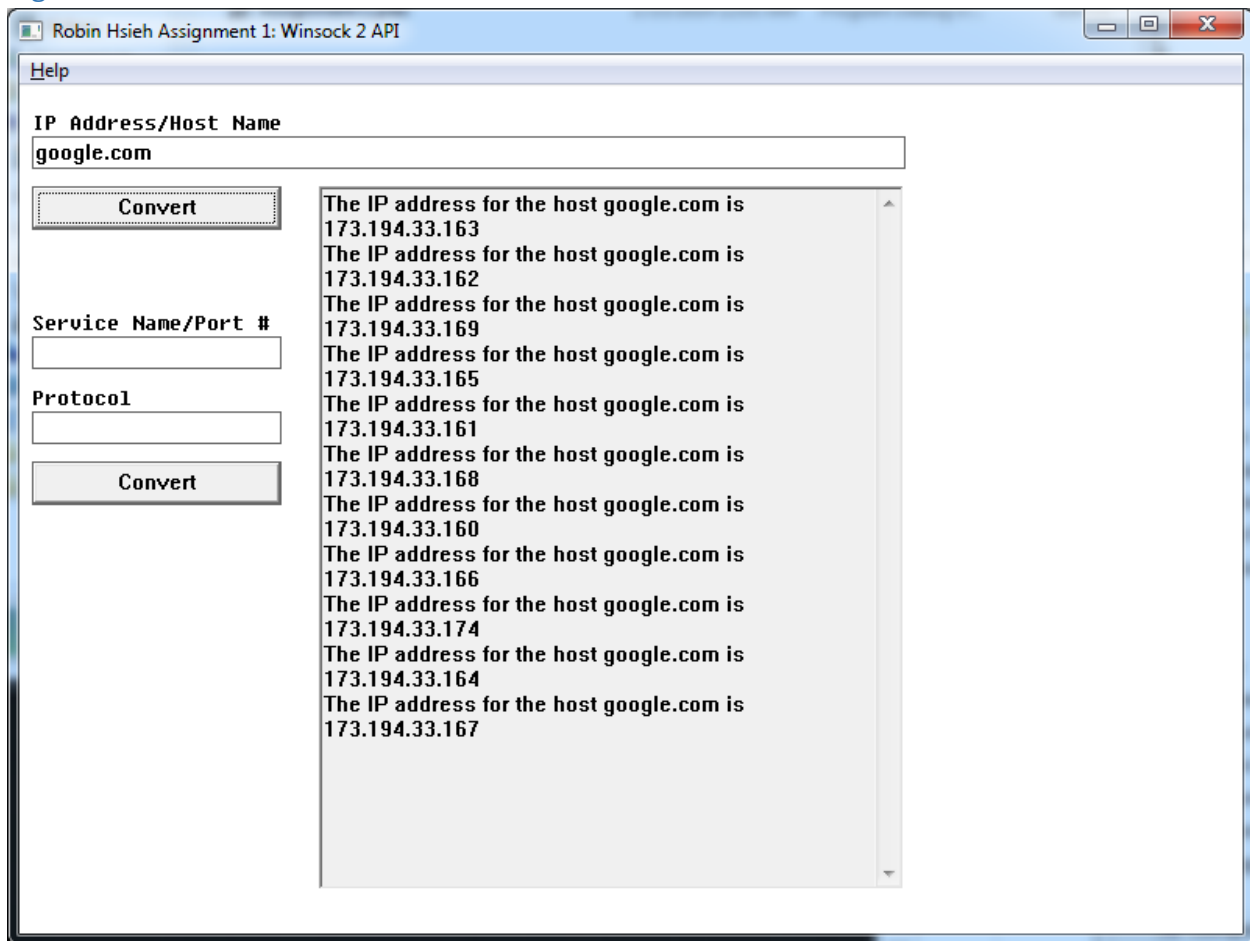 Robin Hsieh Assignment 1: Winsock 2 API
Help
IP Address/Host Name
google.com
Convert
Service Name/Port #
Protocol
Convert
The IP address for the host google.com is
173.194.33.163
The IP address for the host google.com is
173.194.33.162
The IP address for the host google.com is
173.194.33.169
The IP address for the host google.com is
173.194.33.165
The IP address for the host google.com is
173.194.33.161
The IP address for the host google.com is
173.194.33.168
The IP address for the host google.com is
173.194.33.160
The IP address for the host google.com is
173.194.33.166
The IP address for the host google.com is
173.194.33.174
The IP address for the host google.com is
173.194.33.164
The IP address for the host google.com is
173.194.33.167